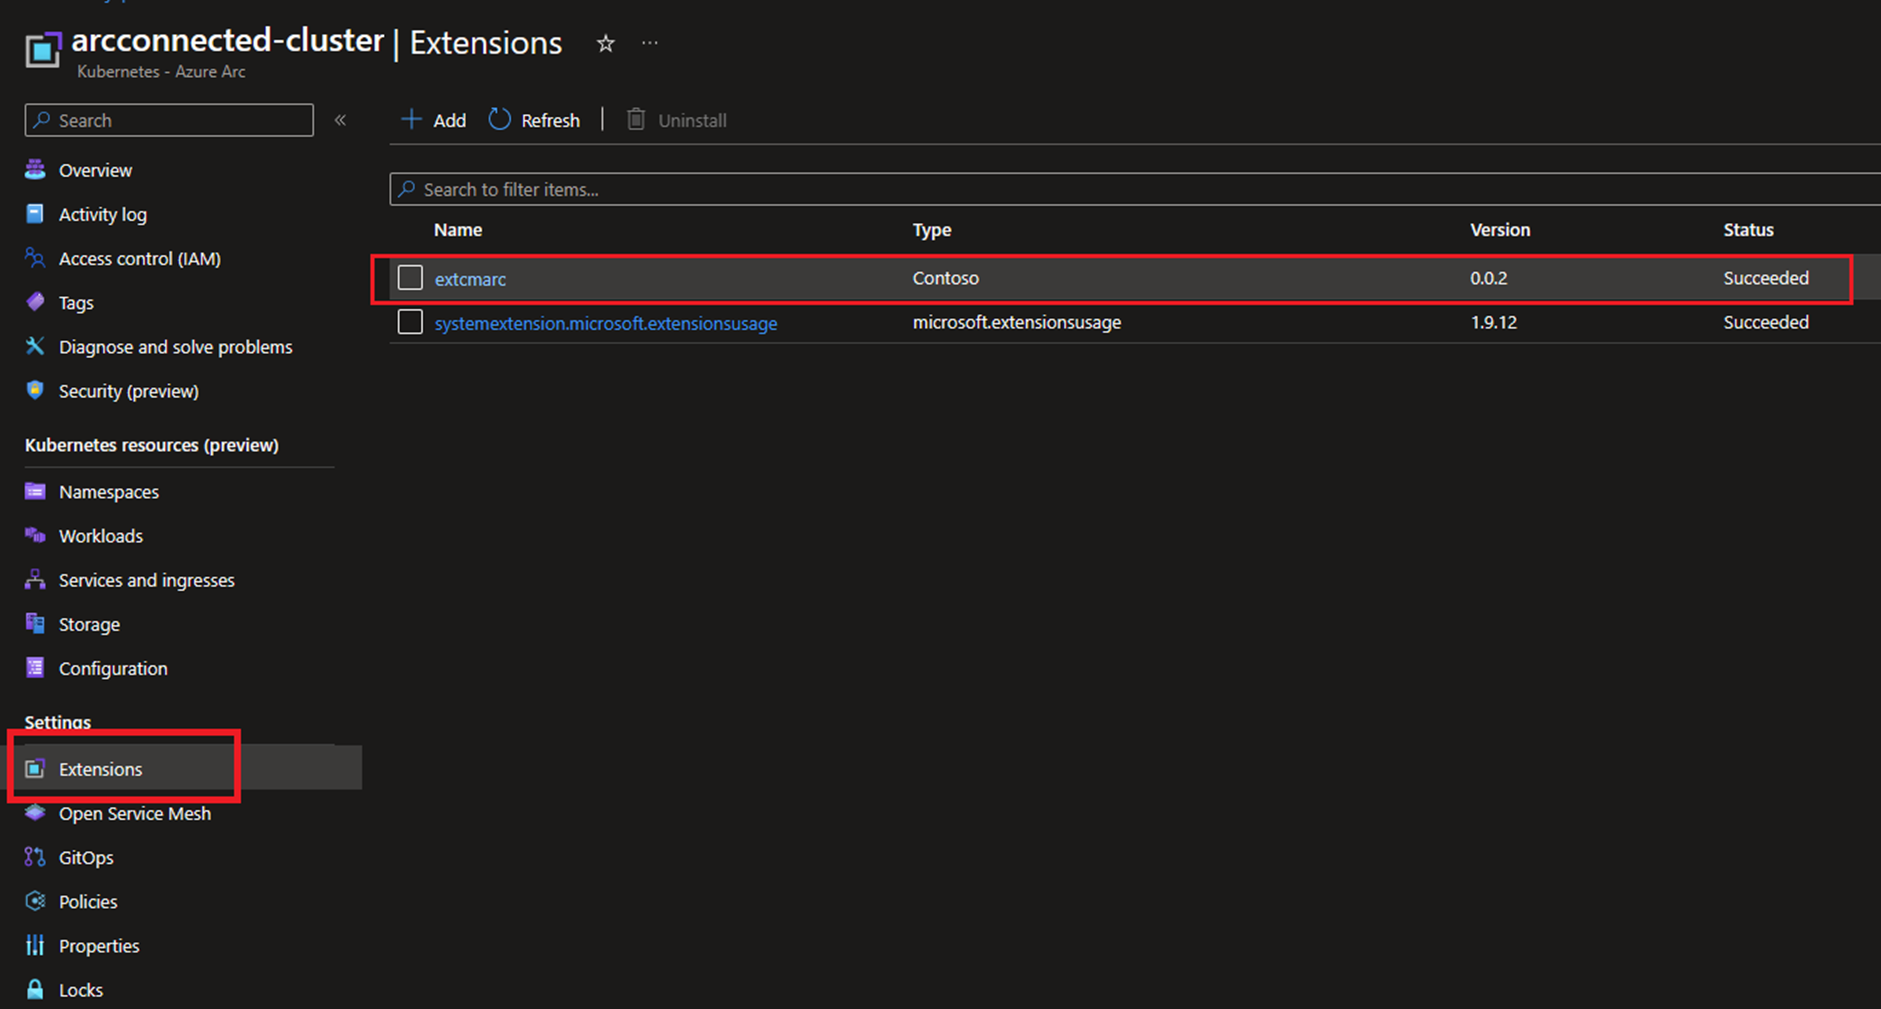 arcconnected-cluster | Extensions
Kubernetes - Azure Arc
Search
Add Refresh | Uninstall
Search to filter items...
Name Type Version Status
extcmarc Contoso 0.0.2 Succeeded
systemextension.microsoft.extensionsusage microsoft.extensionsusage 1.9.12 Succeeded
Overview
Activity log
Access control (IAM)
Tags
Diagnose and solve problems
Security (preview)
Kubernetes resources (preview)
Namespaces
Workloads
Services and ingresses
Storage
Configuration
Settings
Extensions
Open Service Mesh
GitOps
Policies
Properties
Locks